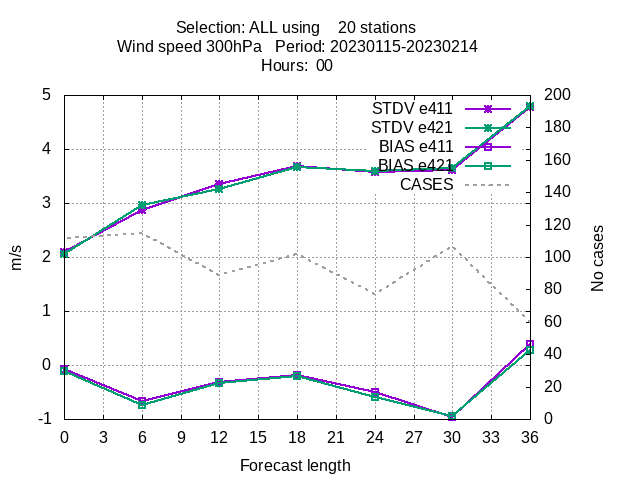 Selection: ALL using    20 stations
Wind speed 300hPa   Period: 20230115-20230214
Hours:  00
5 200
STDV e411
180
STDV e421
4 BIAS e411 160
BIAS e421
140
CASES
3
120
2 100
m/s No cases
80
1
60
0 40
20
-1 0
0 3 6 9 12 15 18 21 24 27 30 33 36
Forecast length